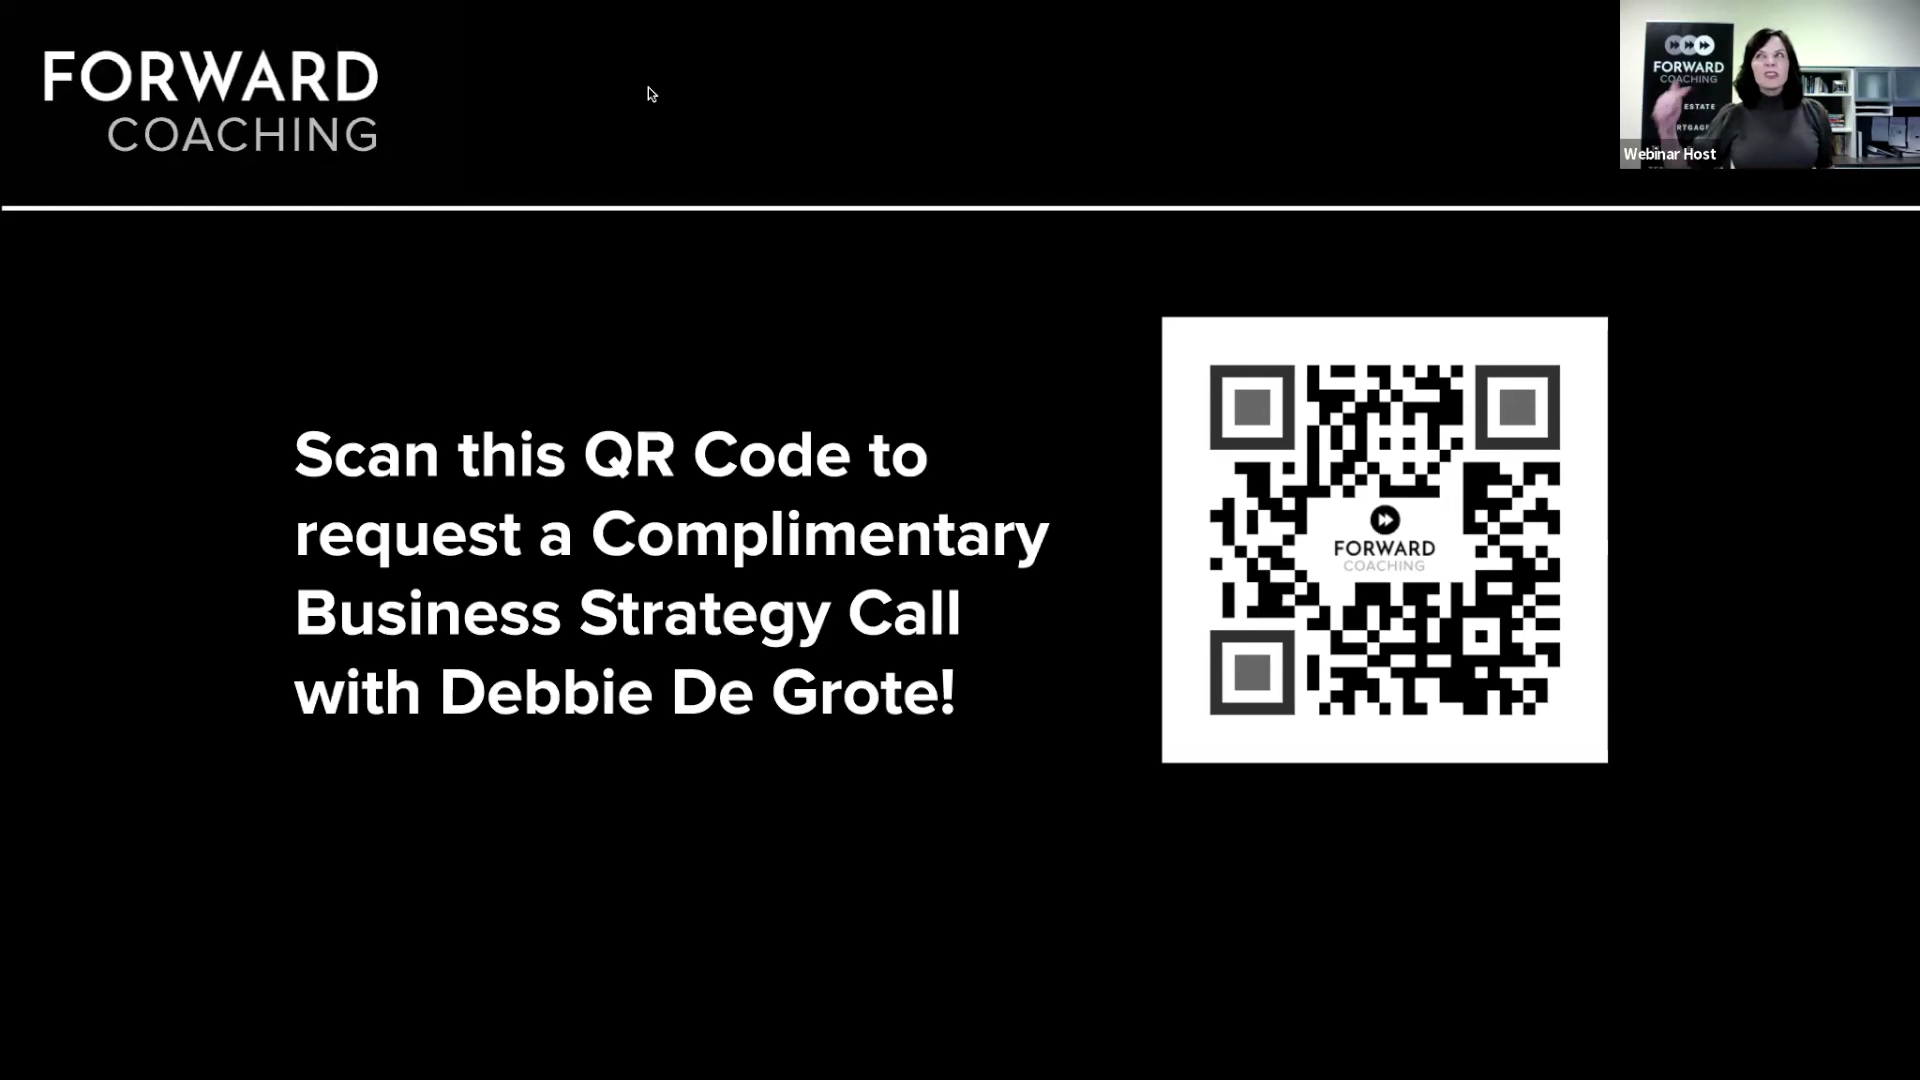 FORWARD
COACHING
FORWARD
COACHING
ESTATE
Webinar Host
Scan this QR Code to
request a Complimentary
Business Strategy Call
with Debbie De Grote!
FORWARD
COACHING